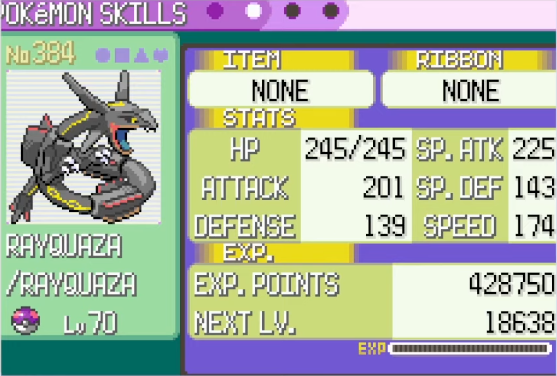 POKéMON SKILLS
No384
ITEM
RIBBON
NONE
NONE
STATS
HP 245/245 SP. ATK 225
ATTACK 201 SP. DEF 143
DEFENSE 139 SPEED 174
RAYQUAZA
/RAYQUAZA
Lv70
EXP.
EXP. POINTS 428750
NEXT LV. 18638
EXP